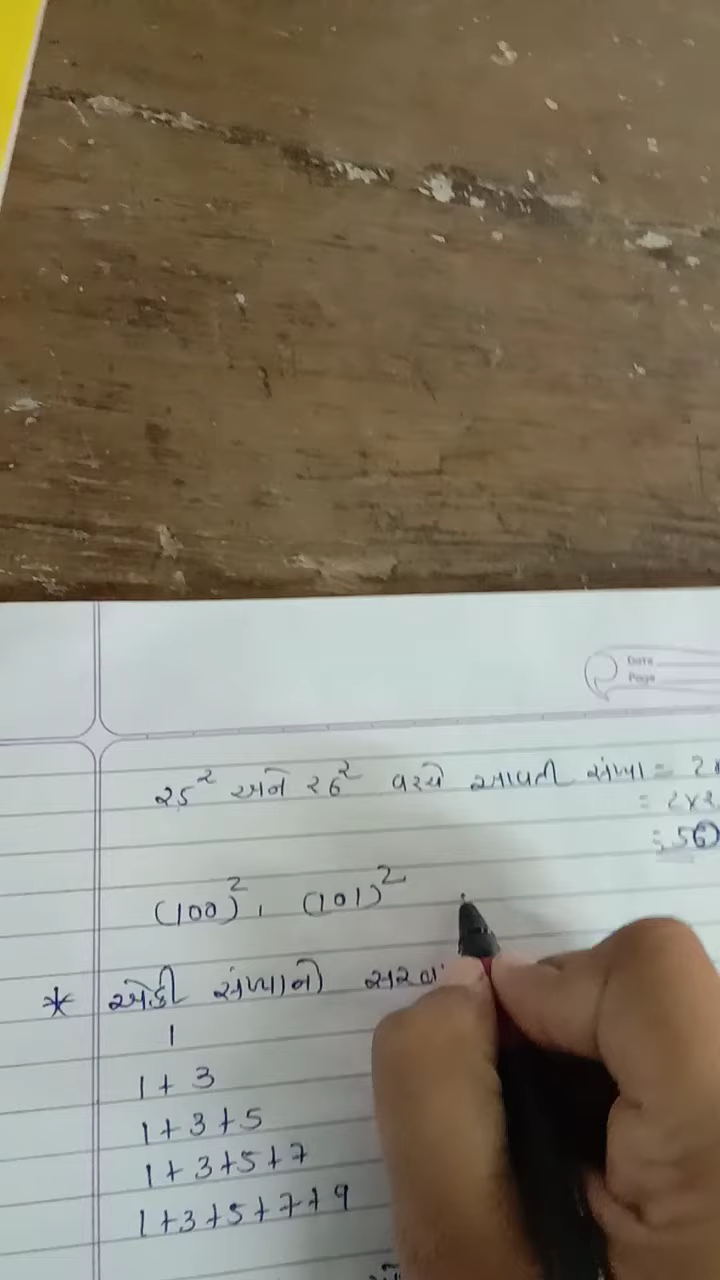 Date
Page
25² અને 26² વચ્ચે આવતી સંખ્યા = 2
= 2×2
= 50
(100)², (101)²
* એકી સંખ્યાનો
1
1 + 3
1 + 3 + 5
1 + 3 + 5 + 7
1 + 3 + 5 + 7 + 9